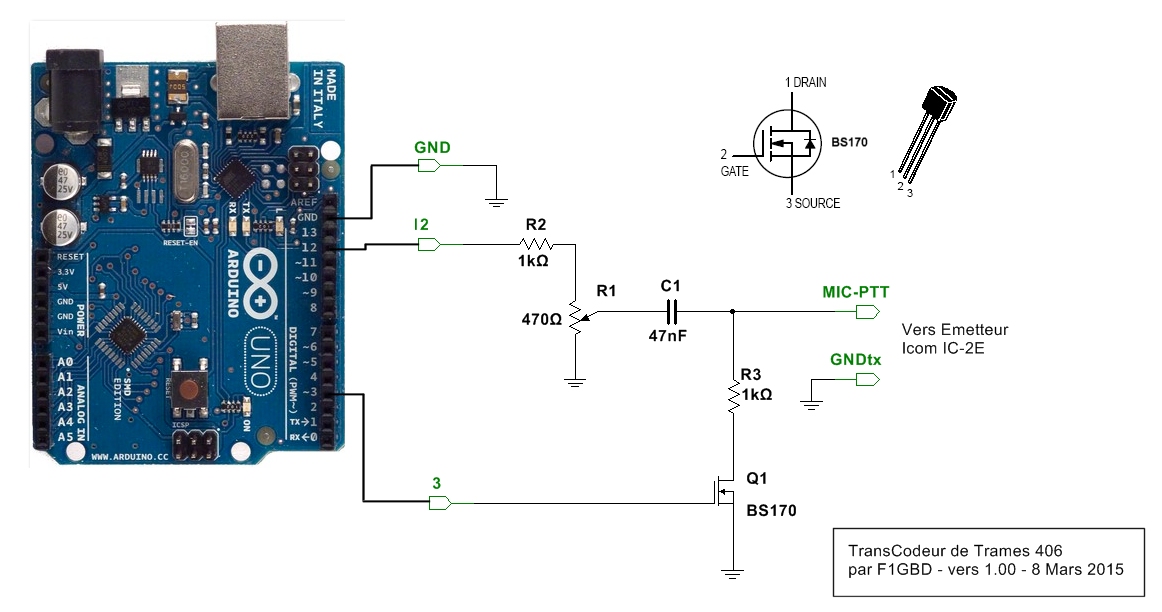 MADE
IN ITALY
AREF
GND
13
12
~11
~10
~9
8
7
~6
~5
4
~3
2
TX→1
RX←0
DIGITAL (PWM~)
RX
TX
L
RESET-EN
ARDUINO
UNO
47
25V
47
25V
RESET
3.3V
5V
GND
GND
Vin
POWER
A0
A1
A2
A3
A4
A5
ANALOG IN
SMD
EDITION
RESET
ICSP
ON
WWW.ARDUINO.CC
GND
I2
R2
1kΩ
470Ω
R1
C1
47nF
MIC-PTT
GNDtx
Vers Emetteur
Icom IC-2E
R3
1kΩ
3
Q1
BS170
1 DRAIN
2
GATE
BS170
3 SOURCE
1
2
3
TransCodeur de Trames 406
par F1GBD - vers 1.00 - 8 Mars 2015